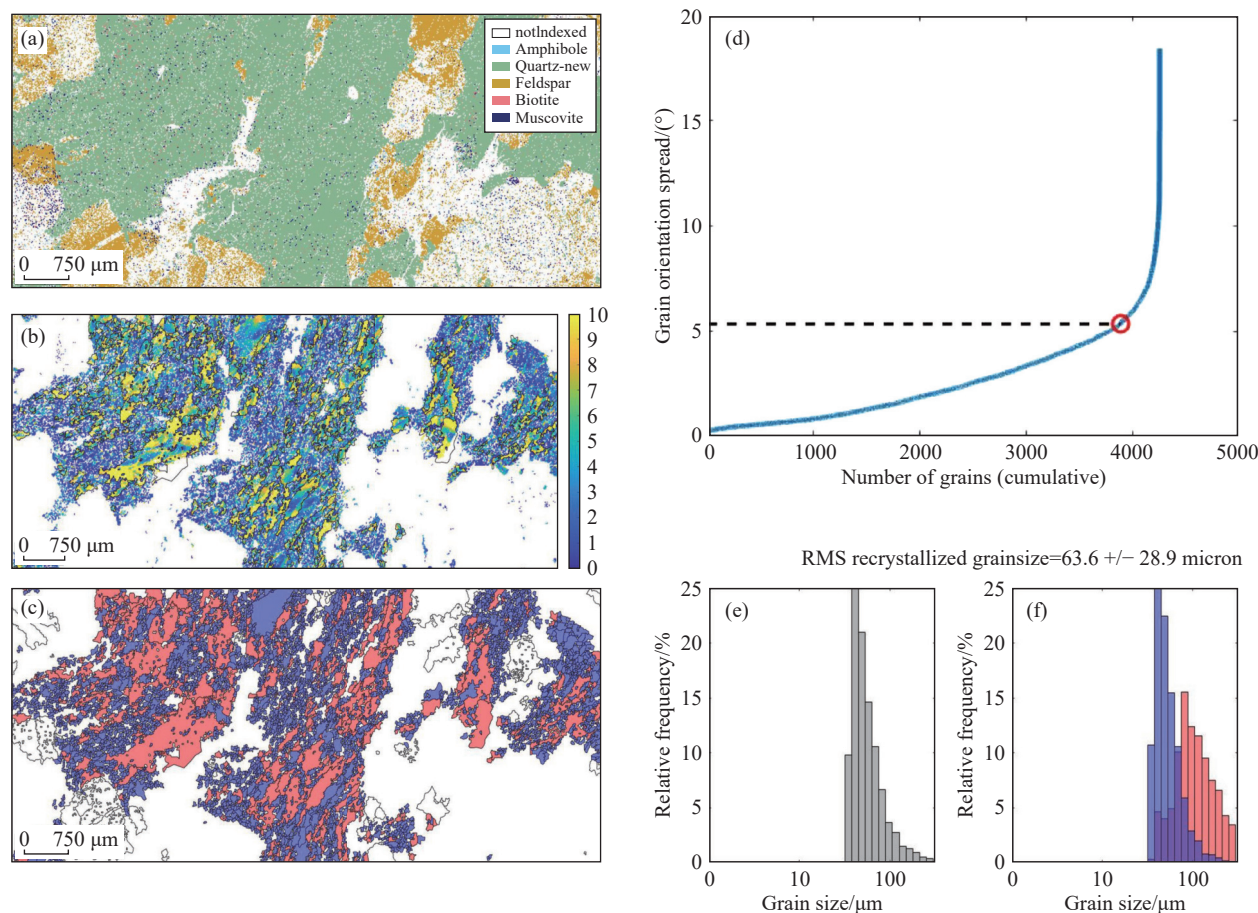 (a)
notIndexed
Amphibole
Quartz-new
Feldspar
Biotite
Muscovite
0 750 μm
(b)
10
9
8
7
6
5
4
3
2
1
0
0 750 μm
(c)
0 750 μm
(d)
Grain orientation spread/(°)
20
15
10
5
0
0 1000 2000 3000 4000 5000
Number of grains (cumulative)
RMS recrystallized grainsize=63.6 +/− 28.9 micron
(e)
Relative frequency/%
25
20
15
10
5
0
0 10 100
Grain size/μm
(f)
Relative frequency/%
25
20
15
10
5
0
0 10 100
Grain size/μm